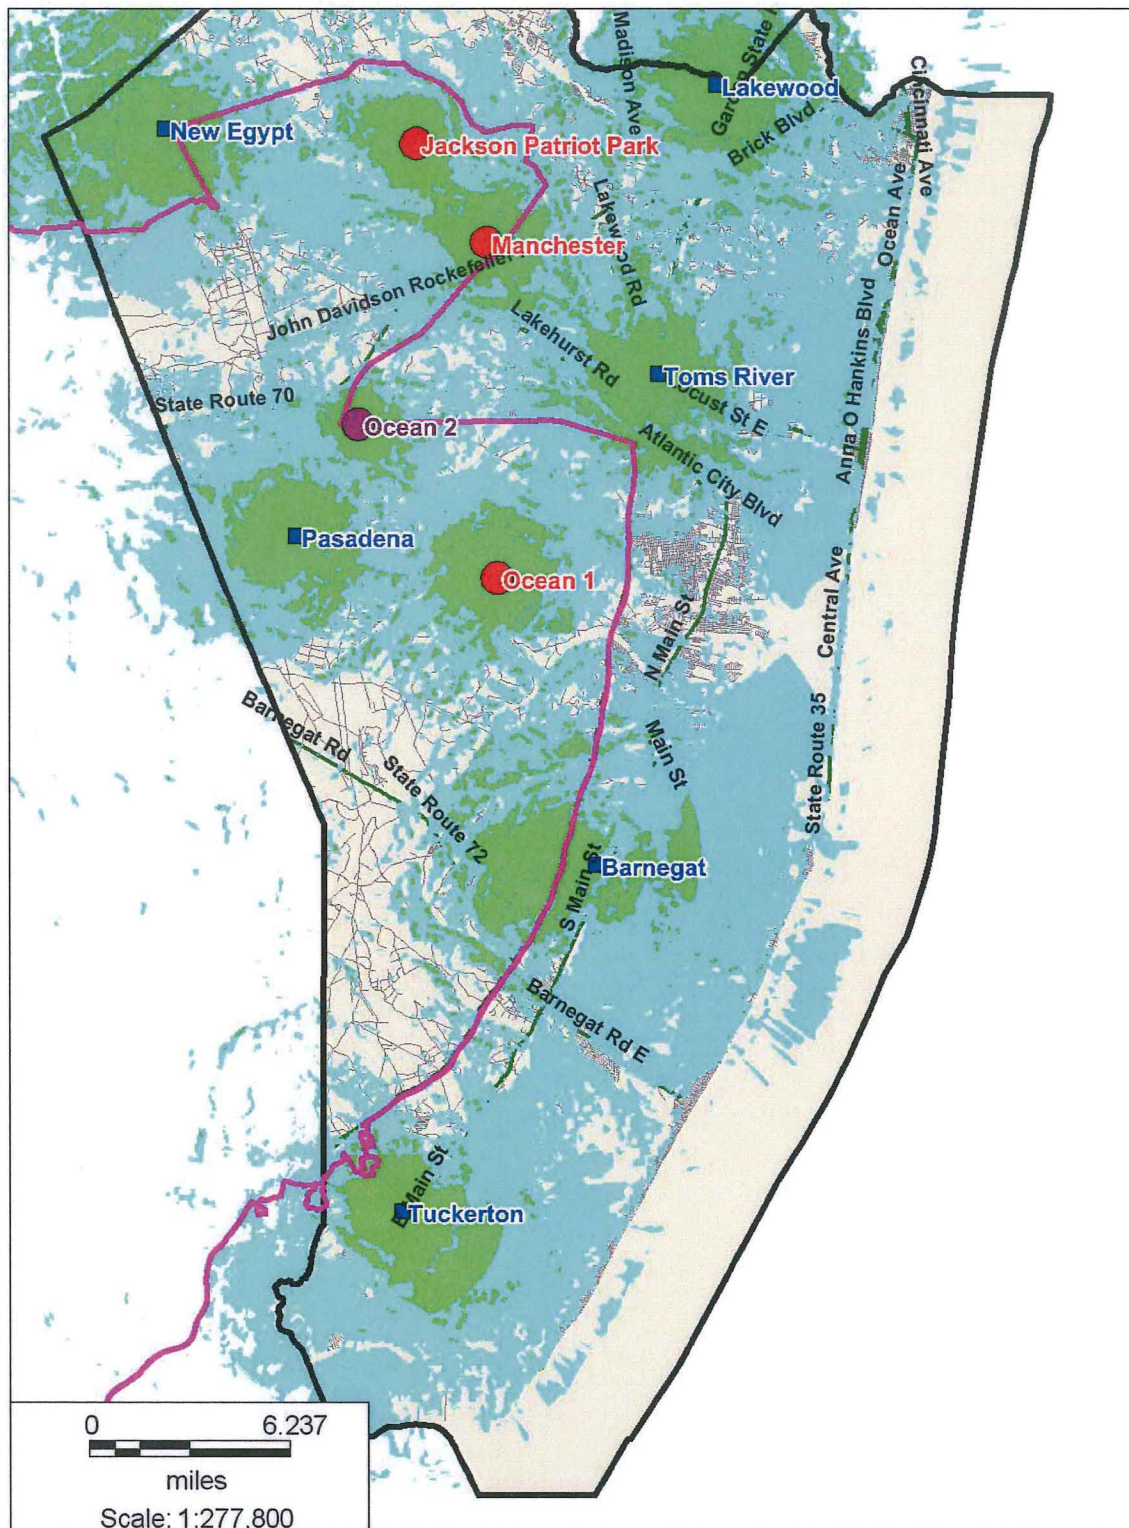 Madison Ave
Garden State
Cincinnati Ave
Lakewood
New Egypt
Brick Blvd
Jackson Patriot Park
Ocean Ave
Lakewood Rd
Manchester
John Davidson Rockefeller
Anna O Hankins Blvd
Lakehurst Rd
Toms River
State Route 70
ocust St E
Ocean 2
Atlantic City Blvd
Pasadena
Ocean 1
Central Ave
N Main St
State Route 35
Barnegat Rd
Main St
State Route 72
S Main St
Barnegat
Barnegat Rd E
E Main St
Tuckerton
0 6.237
miles
Scale: 1:277,800